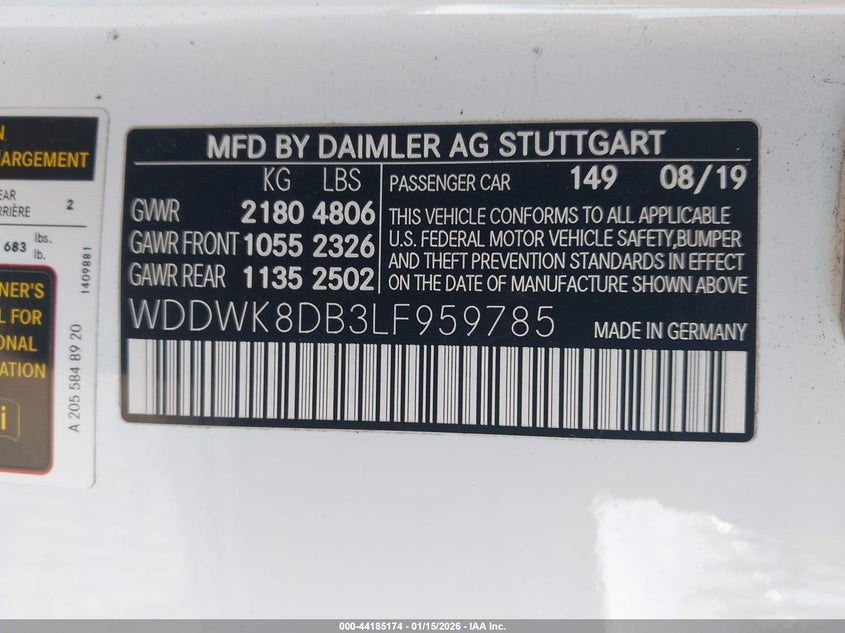 N
ARGEMENT
EAR
RRIÈRE 2
683 lbs.
lb.
1409881
NER'S
L FOR
ONAL
ATION
i
A 205 584 89 20
MFD BY DAIMLER AG STUTTGART
KG LBS
GVWR 2180 4806
GAWR FRONT 1055 2326
GAWR REAR 1135 2502
PASSENGER CAR 149 08/19
THIS VEHICLE CONFORMS TO ALL APPLICABLE
U.S. FEDERAL MOTOR VEHICLE SAFETY,BUMPER
AND THEFT PREVENTION STANDARDS IN EFFECT
ON THE DATE OF MANUFACTURE SHOWN ABOVE
WDDWK8DB3LF959785 MADE IN GERMANY
000-44185174 - 01/15/2026 - IAA Inc.